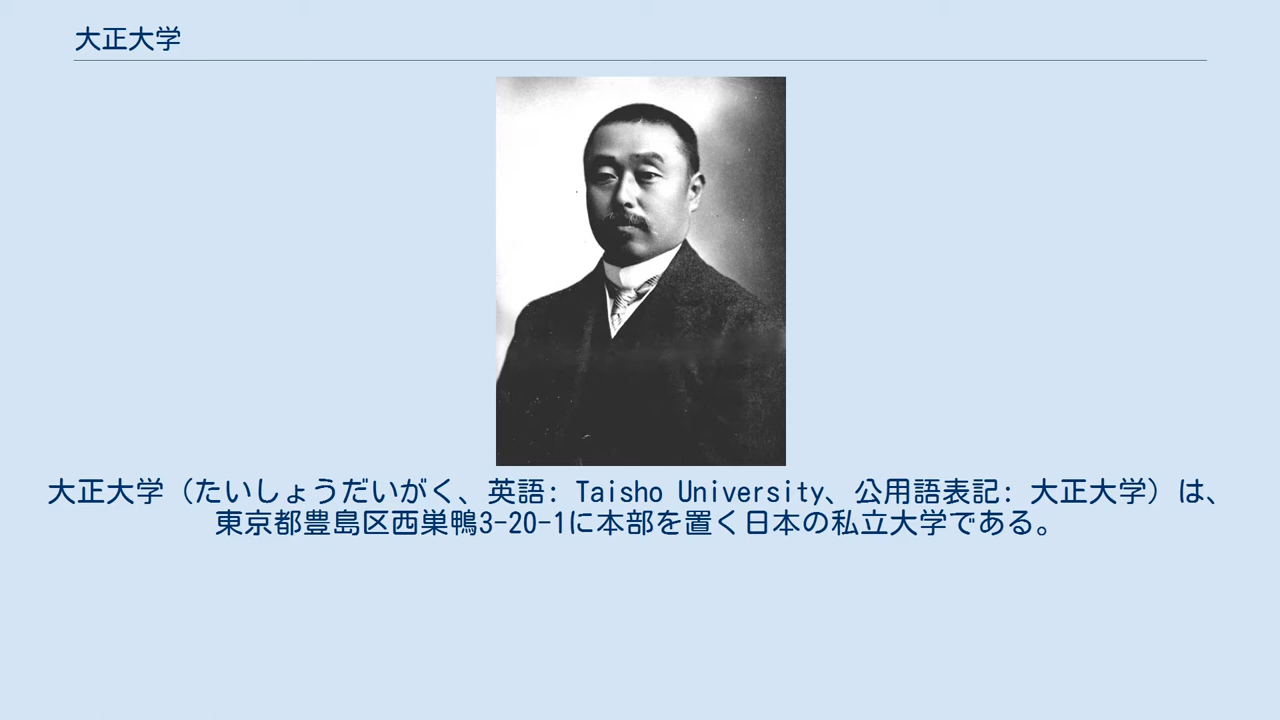 大正大学
大正大学（たいしょうだいがく、英語: Taisho University、公用語表記: 大正大学）は、
東京都豊島区西巣鴨3-20-1に本部を置く日本の私立大学である。